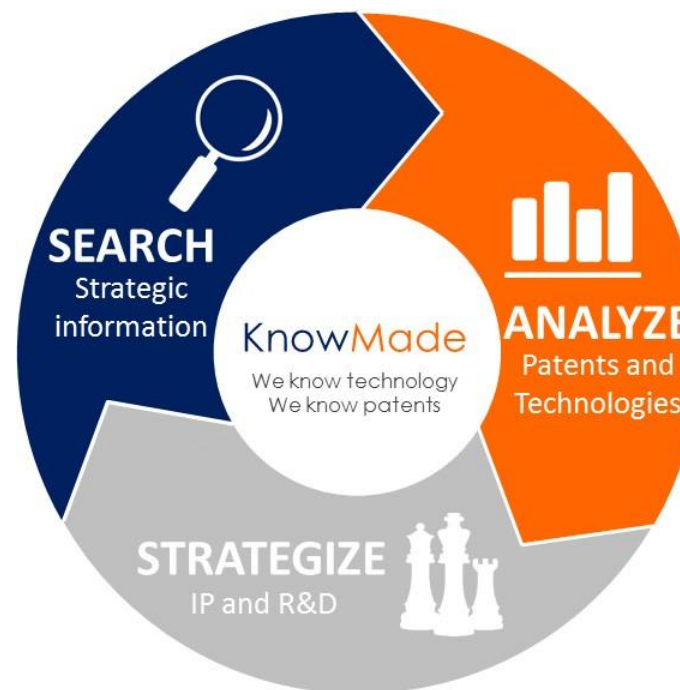 SEARCH
Strategic
information
ANALYZE
Patents and
Technologies
KnowMade
We know technology
We know patents
STRATEGIZE
IP and R&D